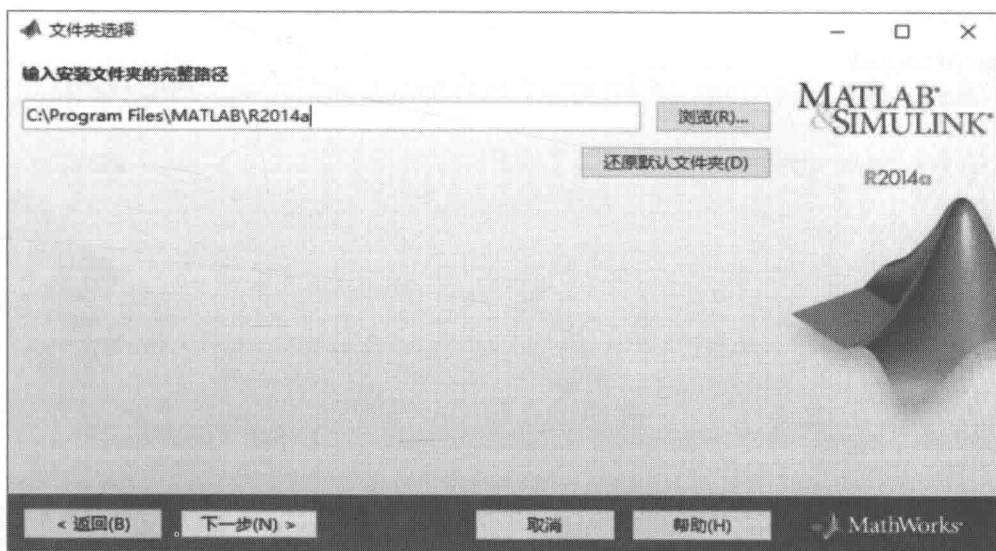 文件夹选择
输入安装文件夹的完整路径
C:\Program Files\MATLAB\R2014a
浏览(R)...
还原默认文件夹(D)
MATLAB®
&SIMULINK®
R2014a
< 返回(B)
下一步(N) >
取消
帮助(H)
MathWorks®